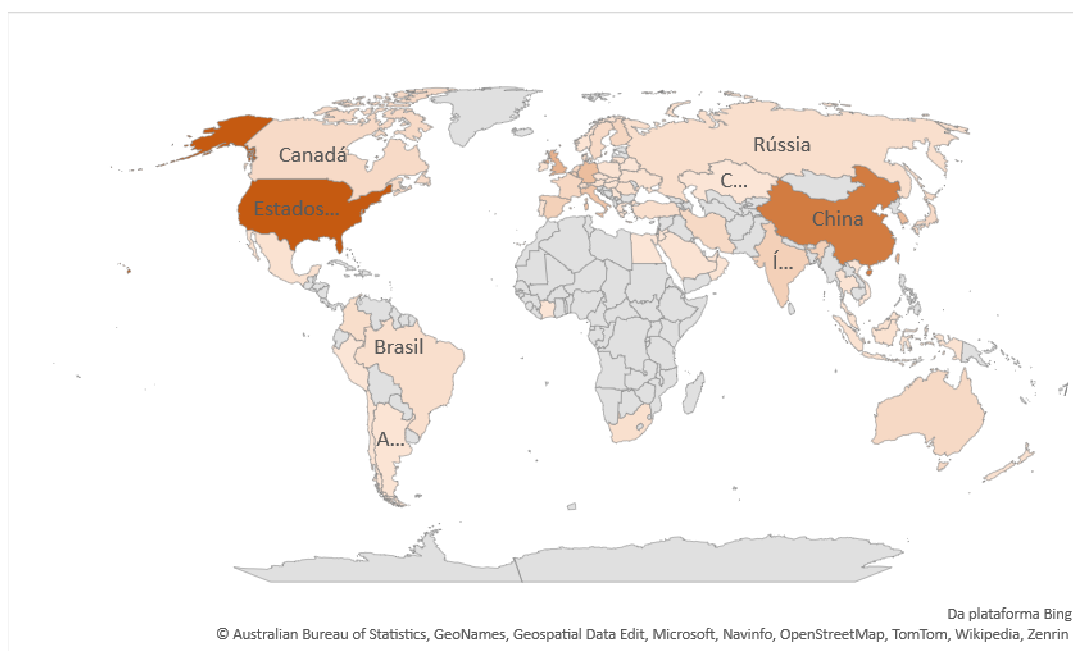 Canadá
Rússia
C...
Estados...
China
Í...
Brasil
A...
Da plataforma Bing
© Australian Bureau of Statistics, GeoNames, Geospatial Data Edit, Microsoft, Navinfo, OpenStreetMap, TomTom, Wikipedia, Zenrin